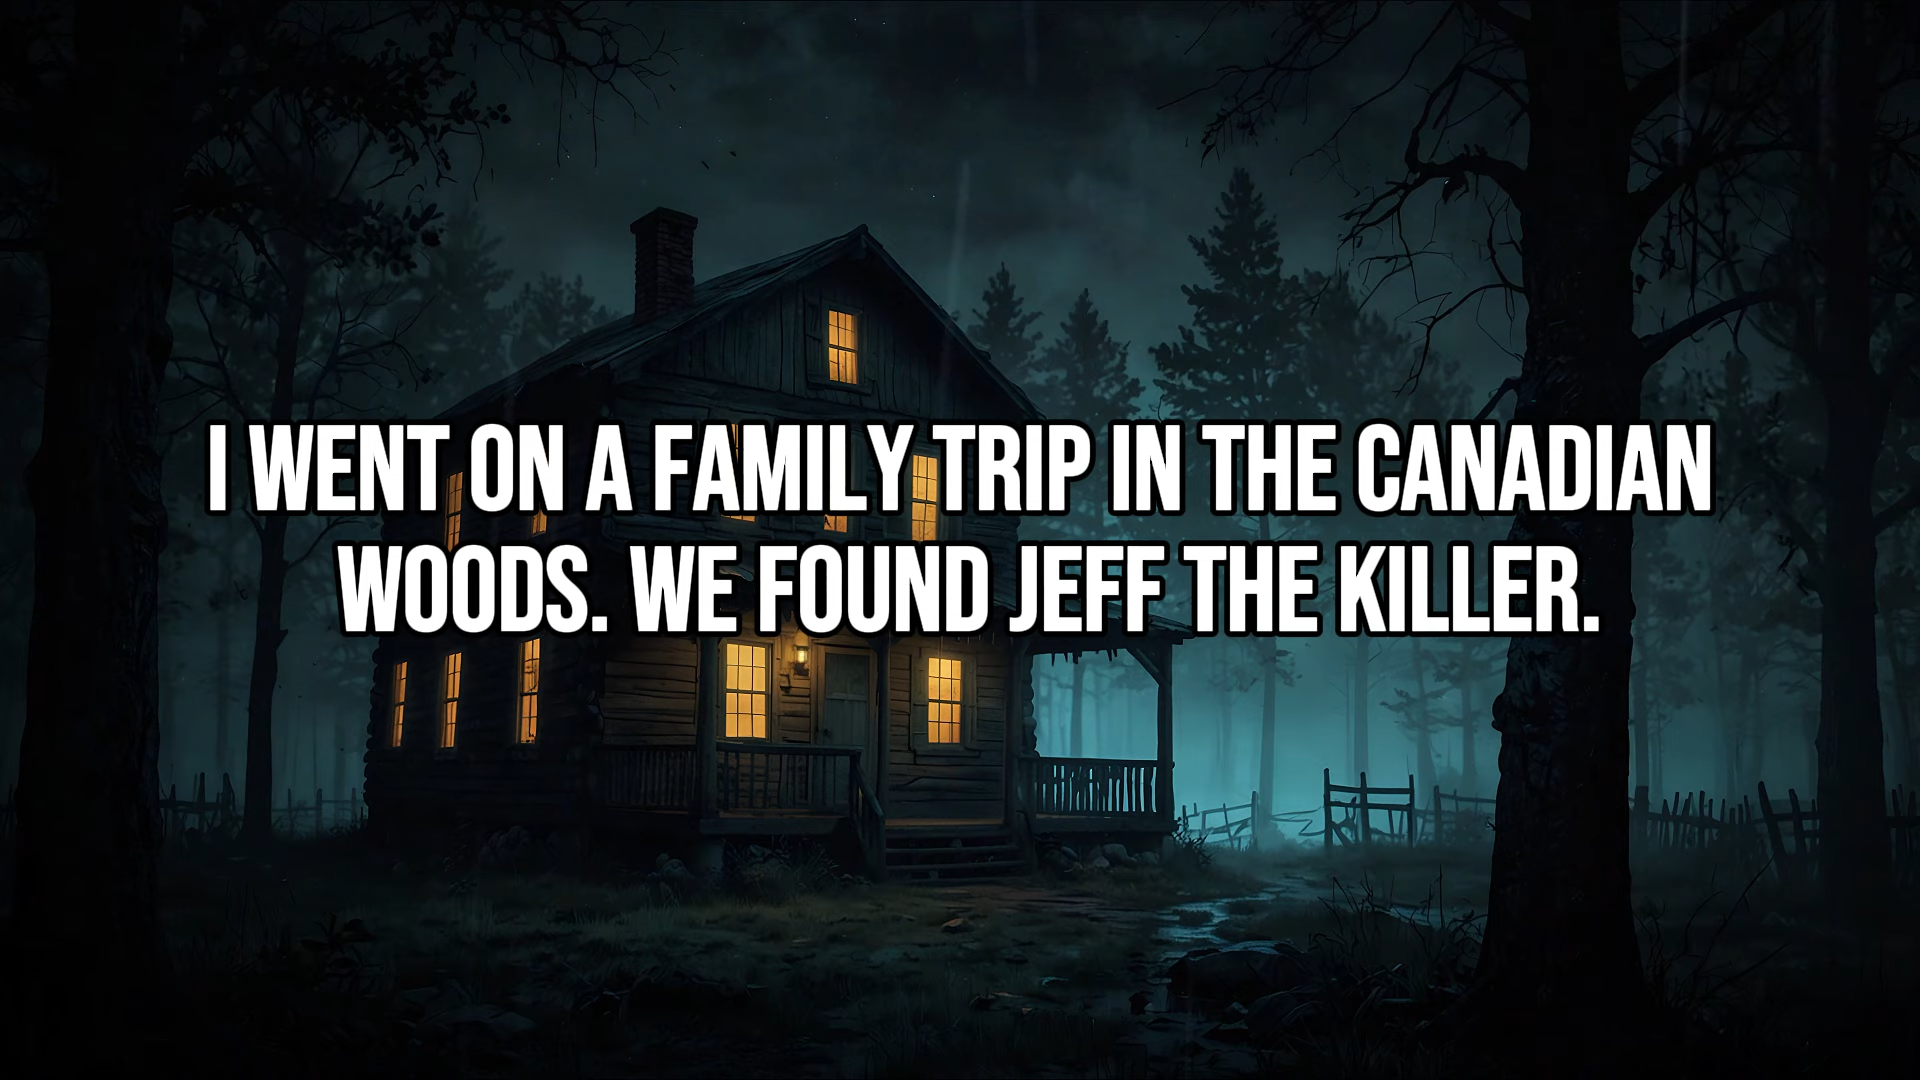 I WENT ON A FAMILY TRIP IN THE CANADIAN
WOODS. WE FOUND JEFF THE KILLER.